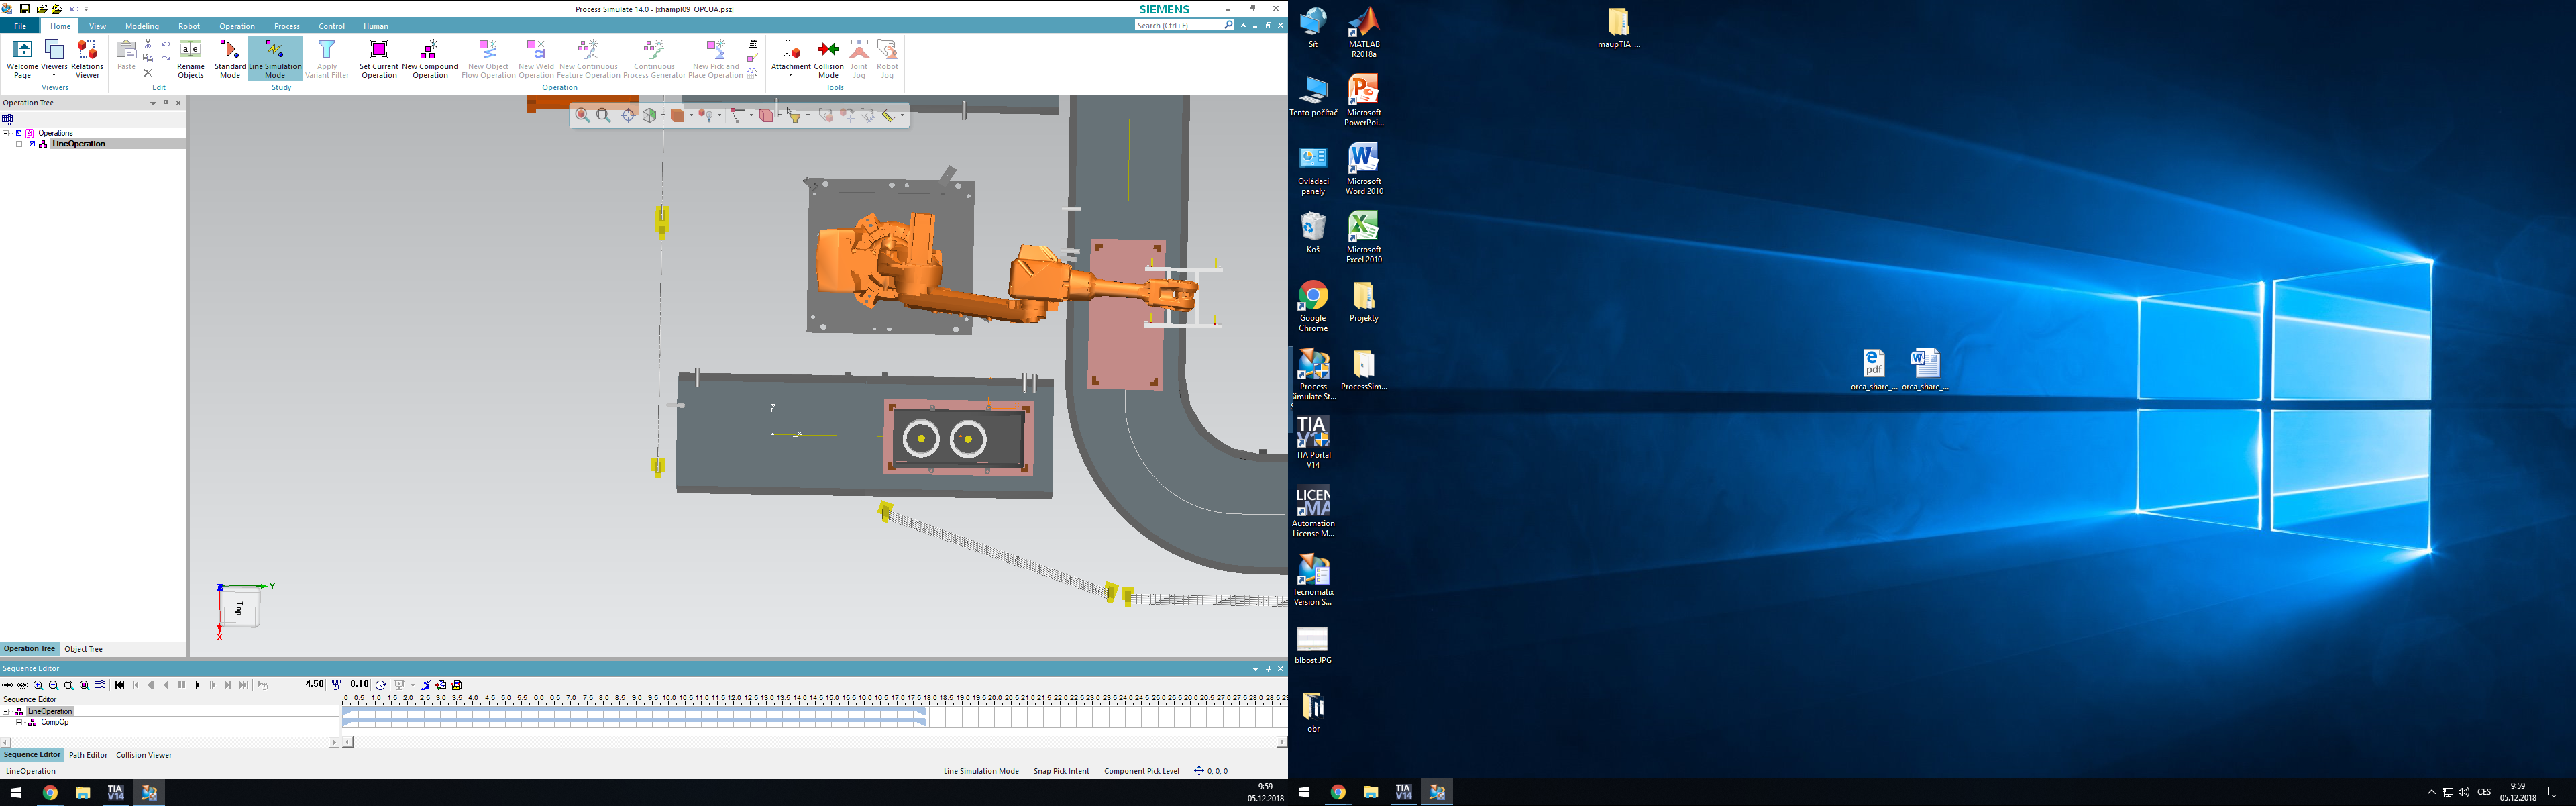 Process Simulate 14.0 - [xhampl09_OPCUA.psz]
SIEMENS
File Home View Modeling Robot Operation Process Control Human
Search (Ctrl+F)
Welcome Page
Viewers
Relations Viewer
Paste
Rename Objects
Standard Mode
Line Simulation Mode
Apply Variant Filter
Set Current Operation
New Compound Operation
New Object Flow Operation
New Weld Operation
New Continuous Feature Operation
Continuous Process Generator
New Pick and Place Operation
Attachment
Collision Mode
Joint Jog
Robot Jog
Viewers Edit Study Operation Tools
Operation Tree
Operations
LineOperation
Y
X
Top
Y
X
Operation Tree Object Tree
Sequence Editor
4.50 0.10
.0 0.5 1.0 1.5 2.0 2.5 3.0 3.5 4.0 4.5 5.0 5.5 6.0 6.5 7.0 7.5 8.0 8.5 9.0 9.5 10.0 10.5 11.0 11.5 12.0 12.5 13.0 13.5 14.0 14.5 15.0 15.5 16.0 16.5 17.0 17.5 18.0 18.5 19.0 19.5 20.0 20.5 21.0 21.5 22.0 22.5 23.0 23.5 24.0 24.5 25.0 25.5 26.0 26.5 27.0 27.5 28.0 28.5 29
Sequence Editor
LineOperation
CompOp
Sequence Editor Path Editor Collision Viewer
LineOperation
Line Simulation Mode Snap Pick Intent Component Pick Level 0, 0, 0
TIA
V14
9:59
05.12.2018
Síť
MATLAB
R2018a
maupTIA_...
Tento počítač
Microsoft
PowerPoi...
Ovládací
panely
Microsoft
Word 2010
Koš
Microsoft
Excel 2010
Google
Chrome
Projekty
Process
Simulate St...
ProcessSim...
pdf
orca_share_...
orca_share_...
TIA
V14
TIA Portal
V14
LICEN
MA
Automation
License M...
Tecnomatix
Version S...
blbost.JPG
obr
TIA
V14
CES
9:59
05.12.2018